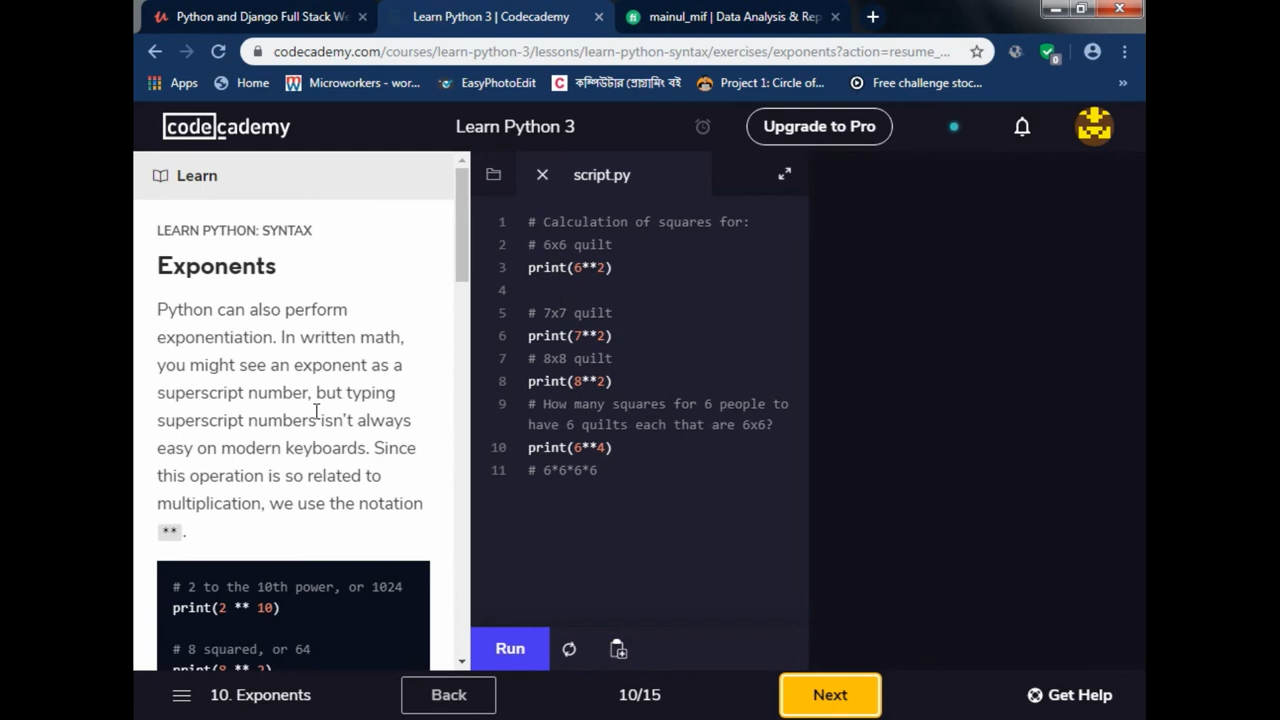 Python and Django Full Stack We
Learn Python 3 | Codecademy
mainul_mif | Data Analysis & Rep
codecademy.com/courses/learn-python-3/lessons/learn-python-syntax/exercises/exponents?action=resume_...
0
Apps
Home
Microworkers - wor...
EasyPhotoEdit
C
কম্পিউটার প্রোগ্রামিং বই
Project 1: Circle of...
Free challenge stoc...
»
codecademy
Learn Python 3
Upgrade to Pro
Learn
script.py
LEARN PYTHON: SYNTAX
Exponents
Python can also perform
exponentiation. In written math,
you might see an exponent as a
superscript number, but typing
superscript numbers isn't always
easy on modern keyboards. Since
this operation is so related to
multiplication, we use the notation
** .
# 2 to the 10th power, or 1024
print(2 ** 10)
# 8 squared, or 64
print(8 ** 2)
1 # Calculation of squares for:
2 # 6x6 quilt
3 print(6**2)
4
5 # 7x7 quilt
6 print(7**2)
7 # 8x8 quilt
8 print(8**2)
9 # How many squares for 6 people to
have 6 quilts each that are 6x6?
10 print(6**4)
11 # 6*6*6*6
Run
10. Exponents
Back
10/15
Next
Get Help